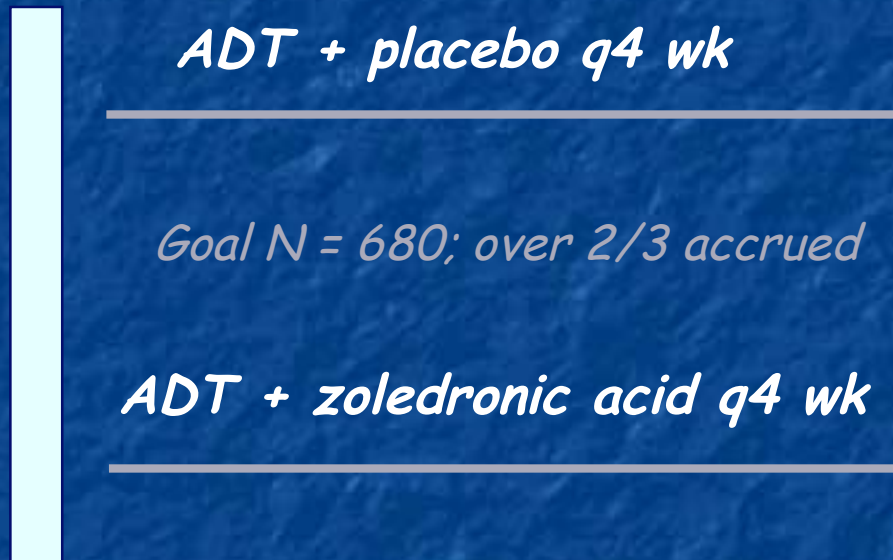 ADT + placebo q4 wk
Goal N = 680; over 2/3 accrued
ADT + zoledronic acid q4 wk